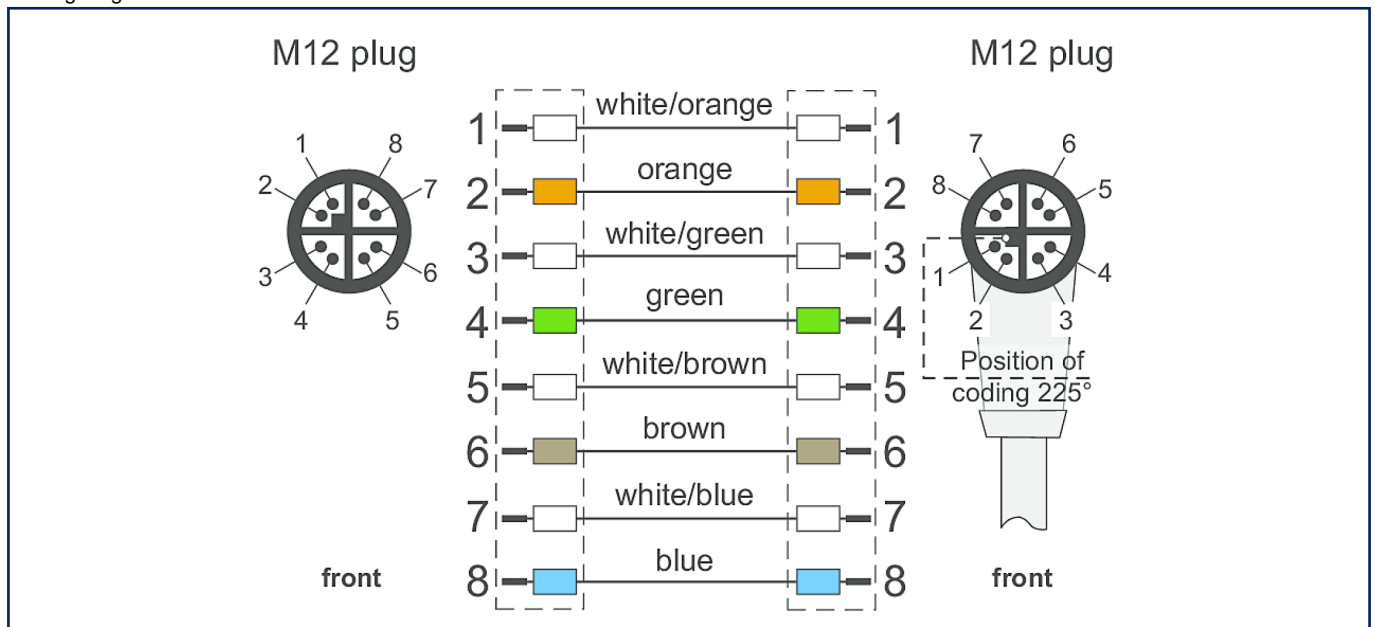 M12 plug
M12 plug
white/orange
1
1
orange
2
2
white/green
3
3
green
4
4
white/brown
5
5
brown
6
6
white/blue
7
7
blue
8
8
1
8
2
7
3
6
4
5
7
6
8
5
1
4
2
3
Position of
coding 225°
front
front